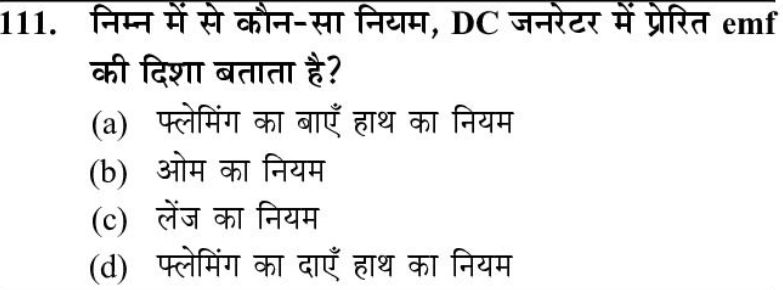 111. निम्न में से कौन-सा नियम, DC जनरेटर में प्रेरित emf
की दिशा बताता है?
(a) फ्लेमिंग का बाएँ हाथ का नियम
(b) ओम का नियम
(c) लेंज का नियम
(d) फ्लेमिंग का दाएँ हाथ का नियम